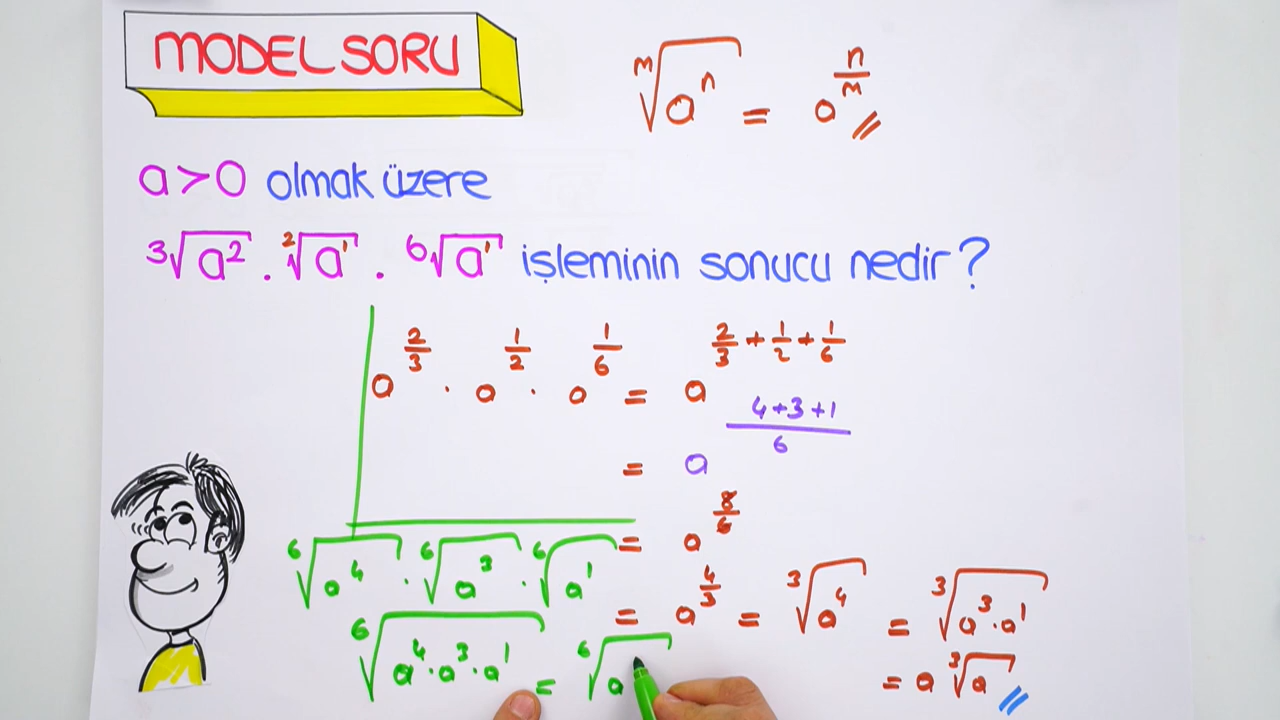 MODEL SORU
ᵐ√aⁿ = a^(n/m)
a>0 olmak üzere
³√a² . ²√a¹ . ⁶√a¹ işleminin sonucu nedir?
a^(2/3) · a^(1/2) · a^(1/6) = a^(2/3+1/2+1/6)
= a^((4+3+1)/6)
= a^(8/6)
⁶√a⁴ · ⁶√a³ · ⁶√a¹
= a^(4/3) = ³√a⁴ = ³√a³·a¹
⁶√a⁴·a³·a¹ = ⁶√a
= a ³√a